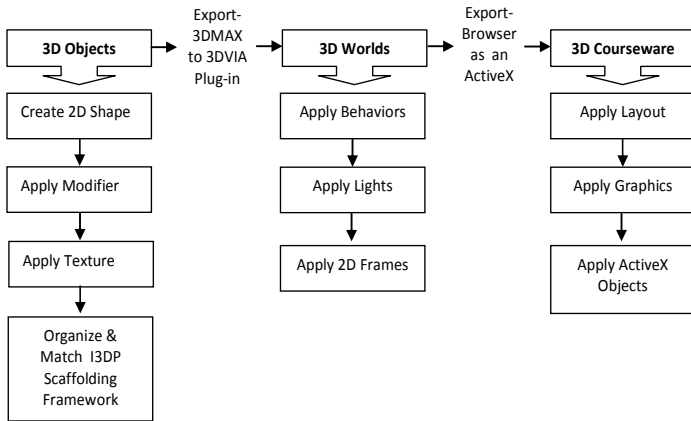 3D Objects
Export-
3DMAX
to 3DVIA
Plug-in
3D Worlds
Export-
Browser
as an
ActiveX
3D Courseware
Create 2D Shape
Apply Modifier
Apply Texture
Organize &
Match I3DP
Scaffolding
Framework
Apply Behaviors
Apply Lights
Apply 2D Frames
Apply Layout
Apply Graphics
Apply ActiveX
Objects